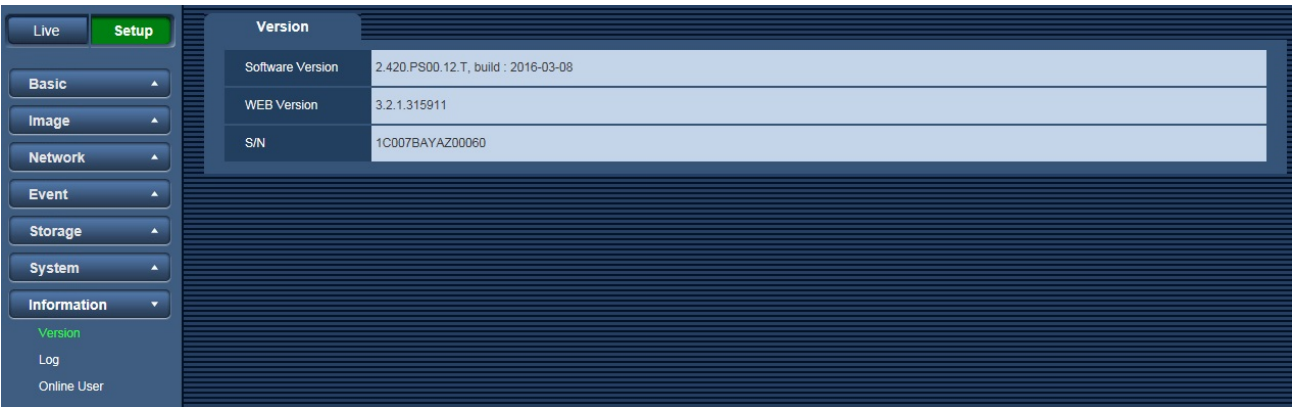 Live Setup
Basic
Image
Network
Event
Storage
System
Information
Version
Log
Online User
Version
Software Version 2.420.PS00.12.T, build : 2016-03-08
WEB Version 3.2.1.315911
S/N 1C007BAYAZ00060